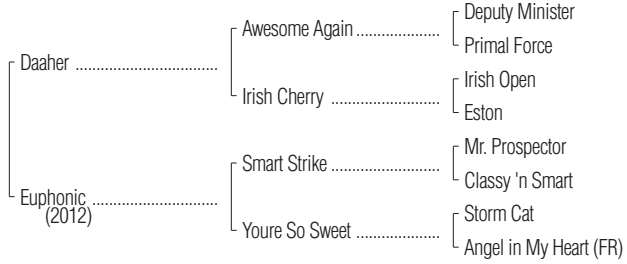 Deputy Minister
Awesome Again ..................
Primal Force
Daaher ..................................
Irish Open
Irish Cherry .......................
Eston
Mr. Prospector
Smart Strike .......................
Classy 'n Smart
Euphonic ..............................
(2012)
Storm Cat
Youre So Sweet ..................
Angel in My Heart (FR)